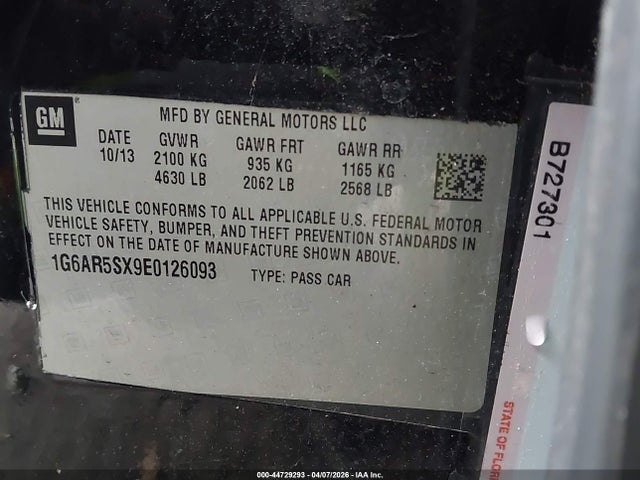 GM
MFD BY GENERAL MOTORS LLC
DATE GVWR GAWR FRT GAWR RR
10/13 2100 KG 935 KG 1165 KG
4630 LB 2062 LB 2568 LB
THIS VEHICLE CONFORMS TO ALL APPLICABLE U.S. FEDERAL MOTOR
VEHICLE SAFETY, BUMPER, AND THEFT PREVENTION STANDARDS IN
EFFECT ON THE DATE OF MANUFACTURE SHOWN ABOVE.
1G6AR5SX9E0126093 TYPE: PASS CAR
B727301
STATE OF FLOR
000-44729293 - 04/07/2026 - IAA Inc.